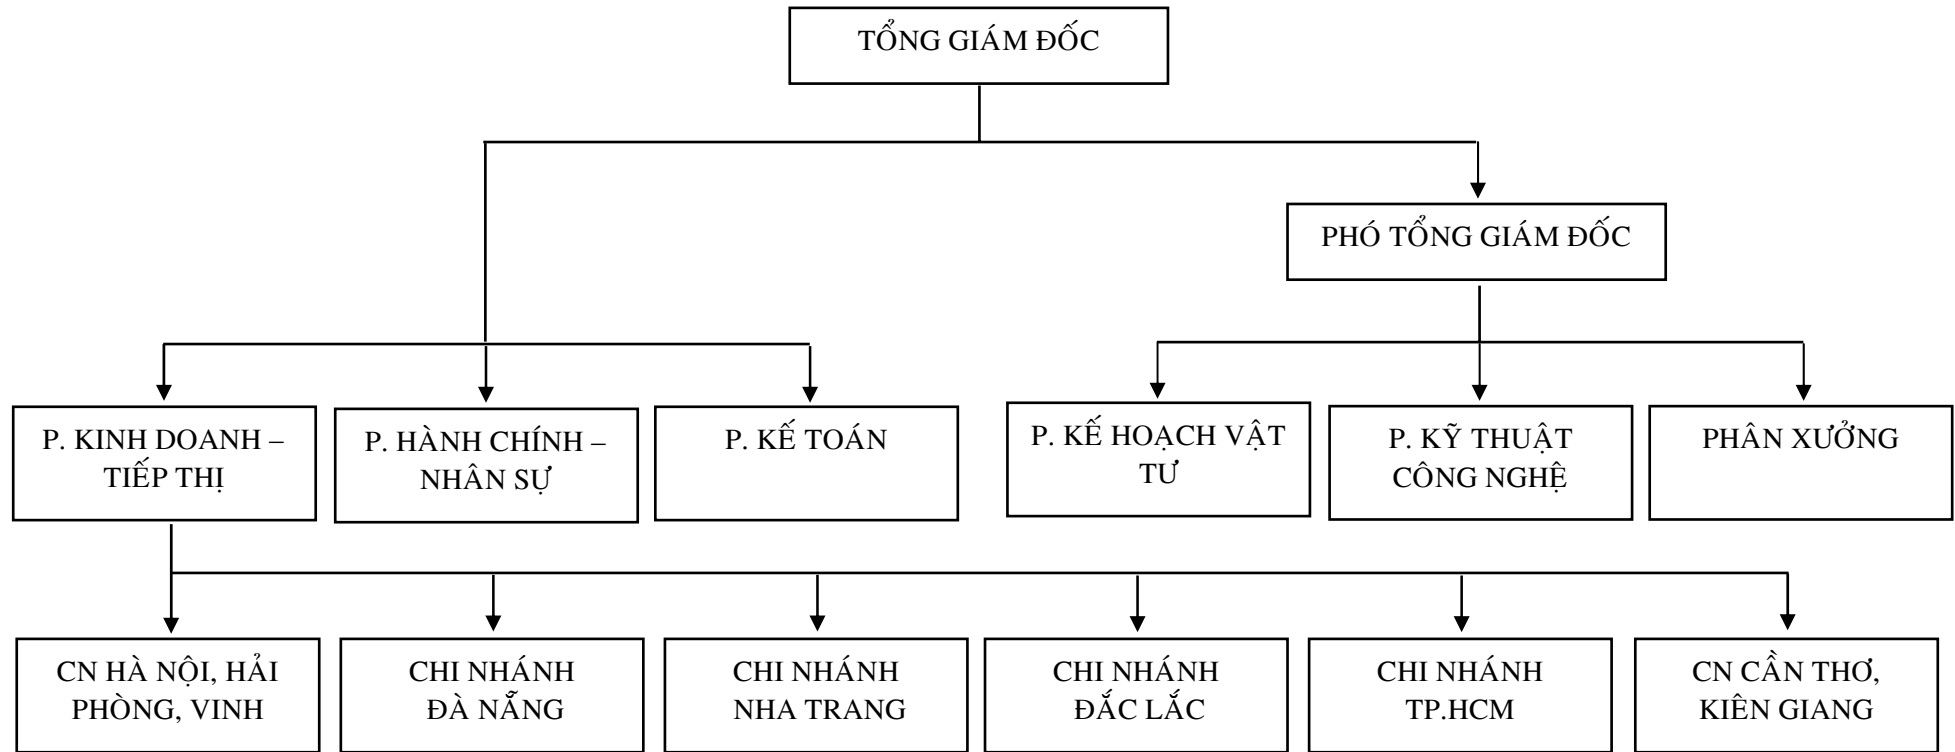 TỔNG GIÁM ĐỐC
PHÓ TỔNG GIÁM ĐỐC
P. KINH DOANH –
TIẾP THỊ
P. HÀNH CHÍNH –
NHÂN SỰ
P. KẾ TOÁN
P. KẾ HOẠCH VẬT
TƯ
P. KỸ THUẬT
CÔNG NGHỆ
PHÂN XƯỞNG
CN HÀ NỘI, HẢI
PHÒNG, VINH
CHI NHÁNH
ĐÀ NẴNG
CHI NHÁNH
NHA TRANG
CHI NHÁNH
ĐẮC LẮC
CHI NHÁNH
TP.HCM
CN CẦN THƠ,
KIÊN GIANG